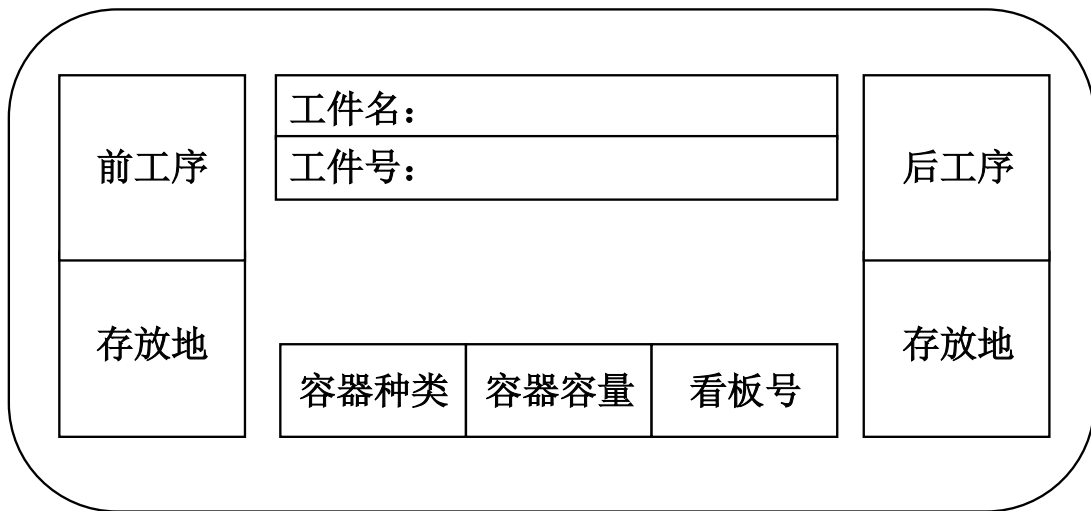 前工序
存放地
工件名：
工件号：
容器种类
容器容量
看板号
后工序
存放地